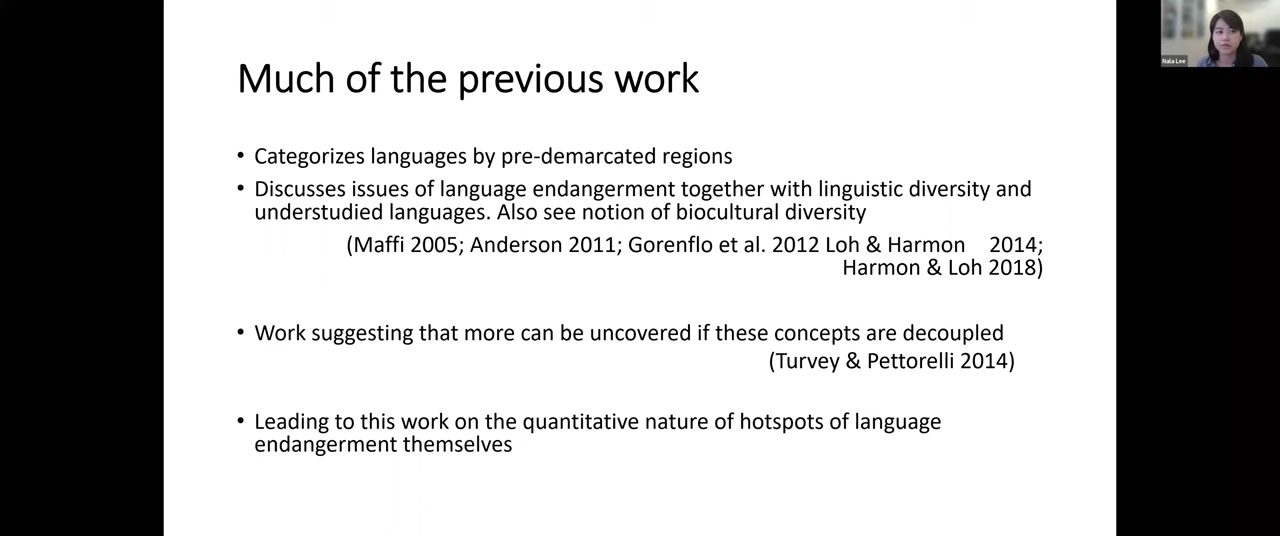 Much of the previous work
• Categorizes languages by pre-demarcated regions
• Discusses issues of language endangerment together with linguistic diversity and
understudied languages. Also see notion of biocultural diversity
(Maffi 2005; Anderson 2011; Gorenflo et al. 2012 Loh & Harmon 2014;
Harmon & Loh 2018)
• Work suggesting that more can be uncovered if these concepts are decoupled
(Turvey & Pettorelli 2014)
• Leading to this work on the quantitative nature of hotspots of language
endangerment themselves
Nala Lee